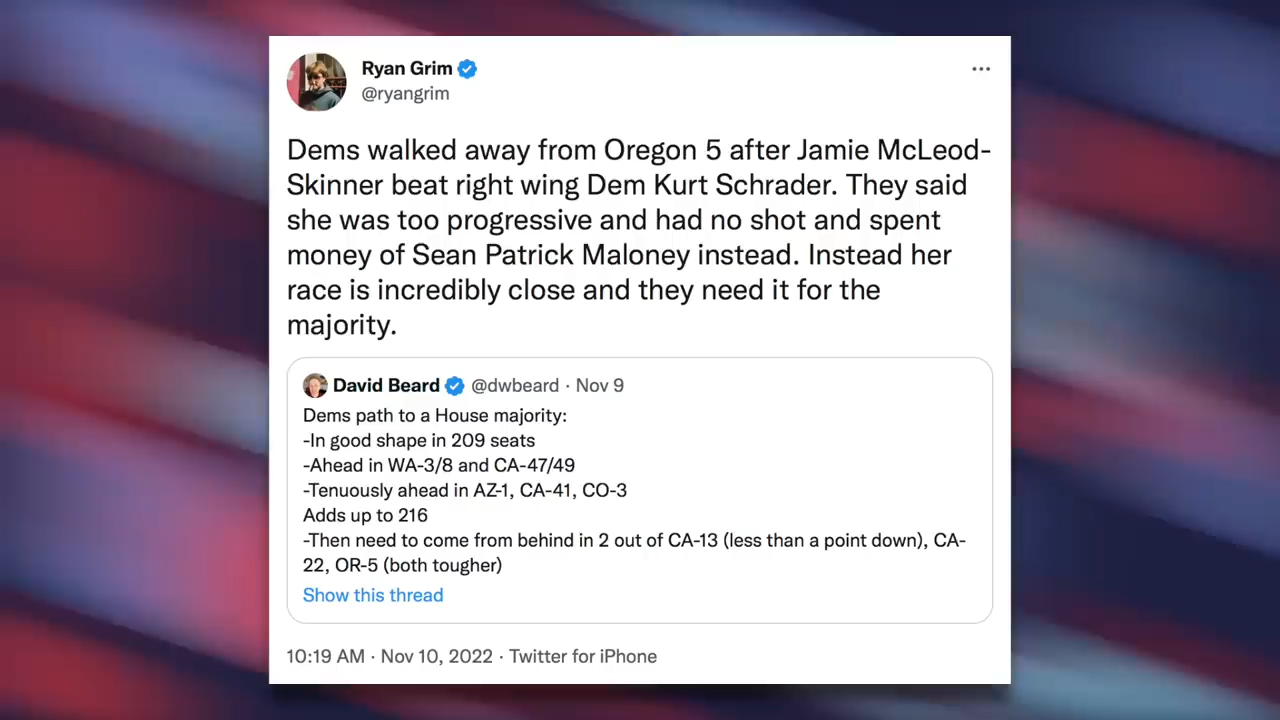 Ryan Grim
@ryangrim
Dems walked away from Oregon 5 after Jamie McLeod-
Skinner beat right wing Dem Kurt Schrader. They said
she was too progressive and had no shot and spent
money of Sean Patrick Maloney instead. Instead her
race is incredibly close and they need it for the
majority.
David Beard @dwbeard · Nov 9
Dems path to a House majority:
-In good shape in 209 seats
-Ahead in WA-3/8 and CA-47/49
-Tenuously ahead in AZ-1, CA-41, CO-3
Adds up to 216
-Then need to come from behind in 2 out of CA-13 (less than a point down), CA-
22, OR-5 (both tougher)
Show this thread
10:19 AM · Nov 10, 2022 · Twitter for iPhone